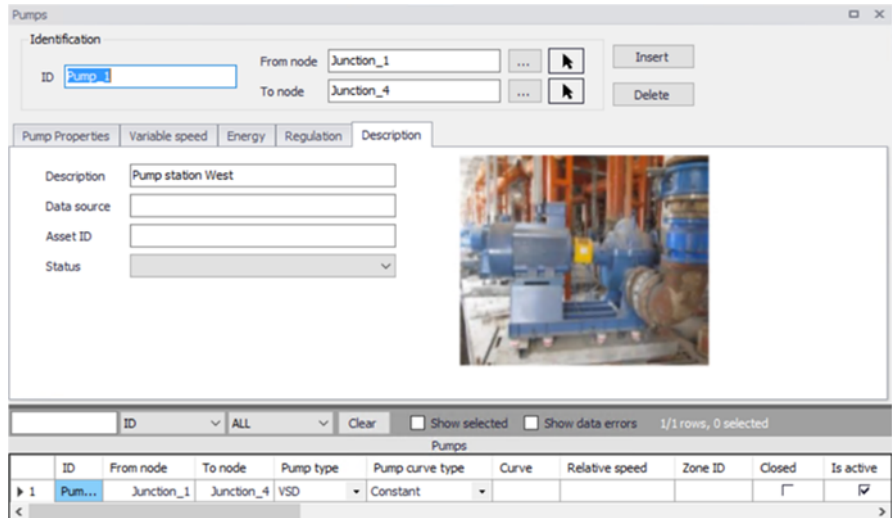 Pumps
Identification
ID Pump_1
From node Junction_1 ...
To node Junction_4 ...
Insert
Delete
Pump Properties Variable speed Energy Regulation Description
Description Pump station West
Data source
Asset ID
Status
ID ALL Clear Show selected Show data errors 1/1 rows, 0 selected
Pumps
ID From node To node Pump type Pump curve type Curve Relative speed Zone ID Closed Is active
1 Pum... Junction_1 Junction_4 VSD Constant